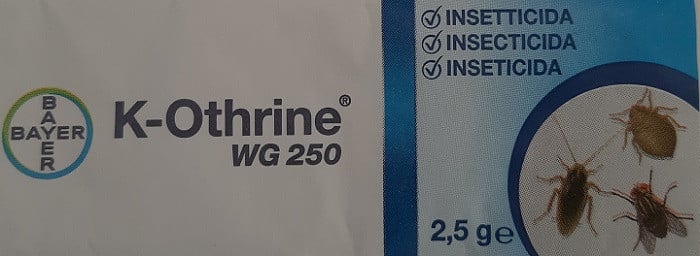 BAYER
BAYER
K-Othrine®
WG 250
☑ INSETTICIDA
☑ INSECTICIDA
☑ INSETICIDA
2,5 g℮